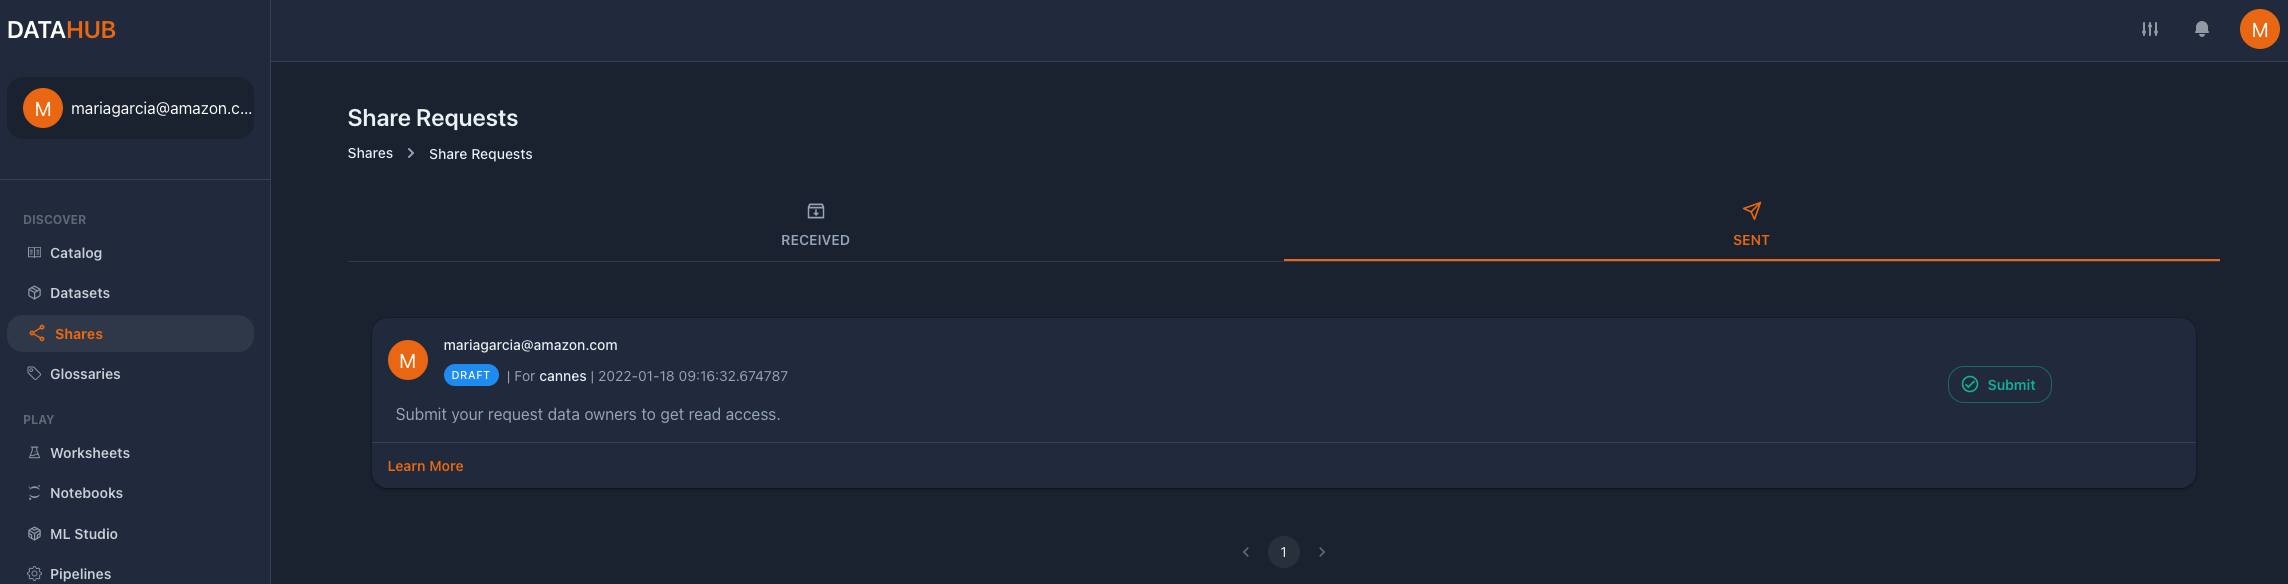 DATAHUB
M
M
mariagarcia@amazon.c...
DISCOVER
Catalog
Datasets
Shares
Glossaries
PLAY
Worksheets
Notebooks
ML Studio
Pipelines
Share Requests
Shares > Share Requests
RECEIVED
SENT
M
mariagarcia@amazon.com
DRAFT | For cannes | 2022-01-18 09:16:32.674787
Submit your request data owners to get read access.
Submit
Learn More
< 1 >